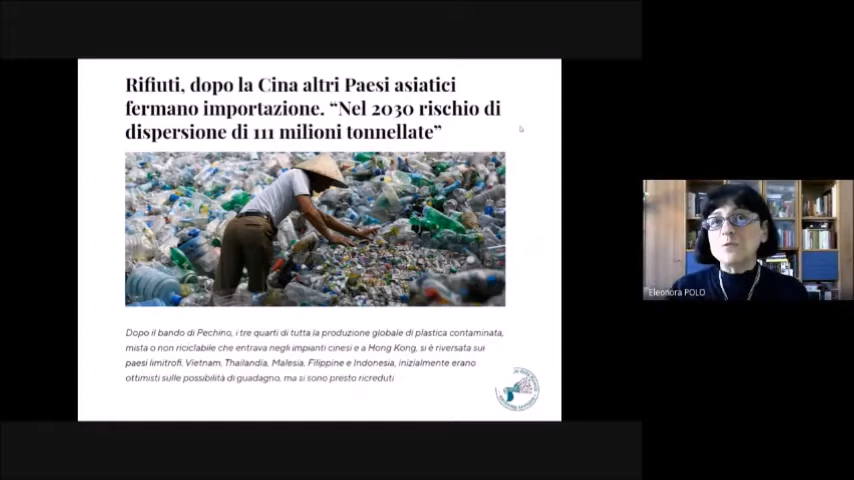 Rifiuti, dopo la Cina altri Paesi asiatici
fermano importazione. “Nel 2030 rischio di
dispersione di 111 milioni tonnellate”
Dopo il bando di Pechino, i tre quarti di tutta la produzione globale di plastica contaminata,
mista o non riciclabile che entrava negli impianti cinesi e a Hong Kong, si è riversata sui
paesi limitrofi. Vietnam, Thailandia, Malesia, Filippine e Indonesia, inizialmente erano
ottimisti sulle possibilità di guadagno, ma si sono presto ricreduti
Eleonora POLO